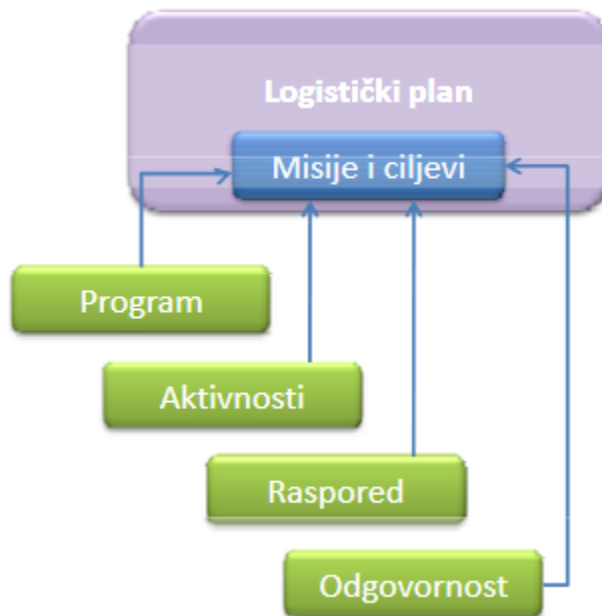 Logistički plan
Misije i ciljevi
Program
Aktivnosti
Raspored
Odgovornost